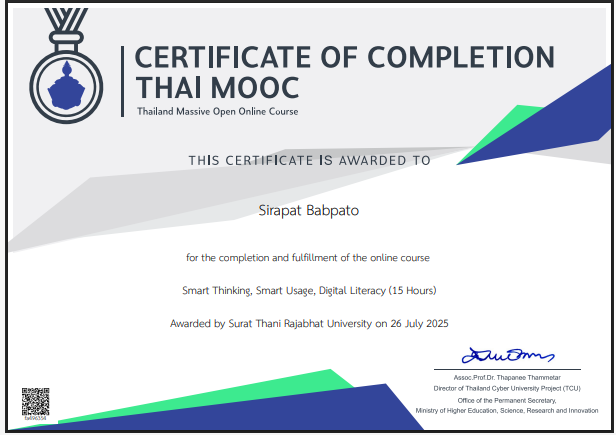 CERTIFICATE OF COMPLETION
THAI MOOC
Thailand Massive Open Online Course
THIS CERTIFICATE IS AWARDED TO
Sirapat Babpato
for the completion and fulfillment of the online course
Smart Thinking, Smart Usage, Digital Literacy (15 Hours)
Awarded by Surat Thani Rajabhat University on 26 July 2025
Assoc.Prof.Dr. Thapanee Thammetar
Director of Thailand Cyber University Project (TCU)
Office of the Permanent Secretary,
Ministry of Higher Education, Science, Research and Innovation